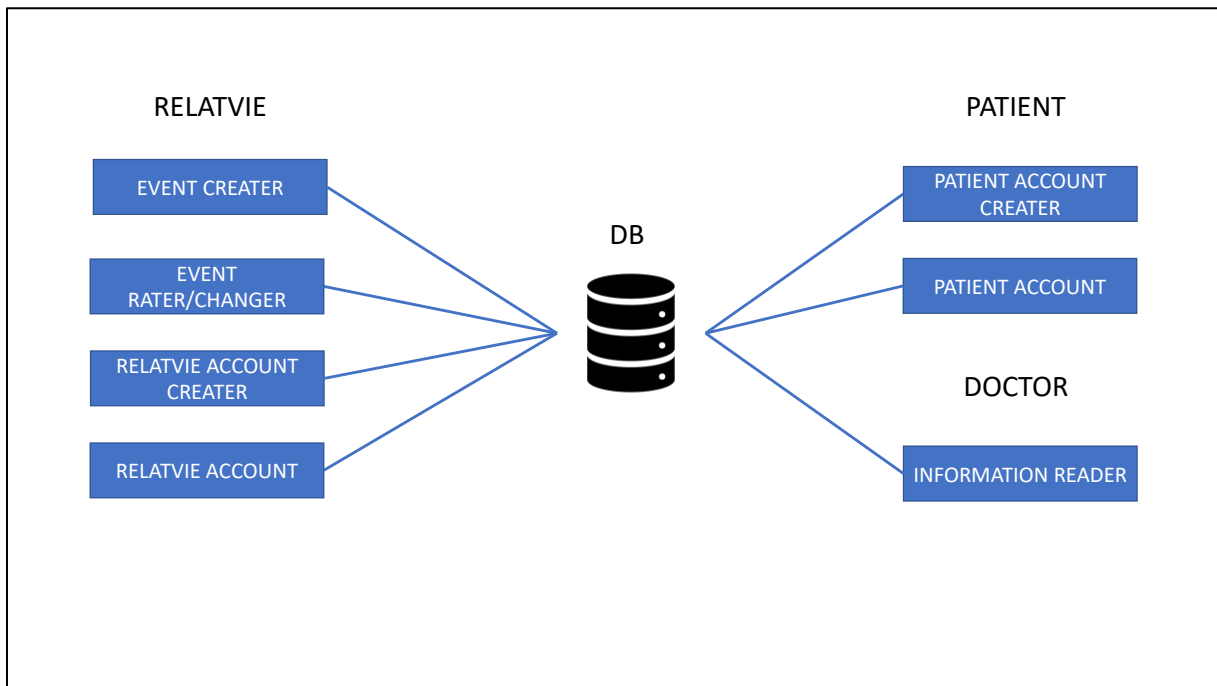 RELATVIE
EVENT CREATER
EVENT
RATER/CHANGER
RELATVIE ACCOUNT
CREATER
RELATVIE ACCOUNT
DB
PATIENT
PATIENT ACCOUNT
CREATER
PATIENT ACCOUNT
DOCTOR
INFORMATION READER